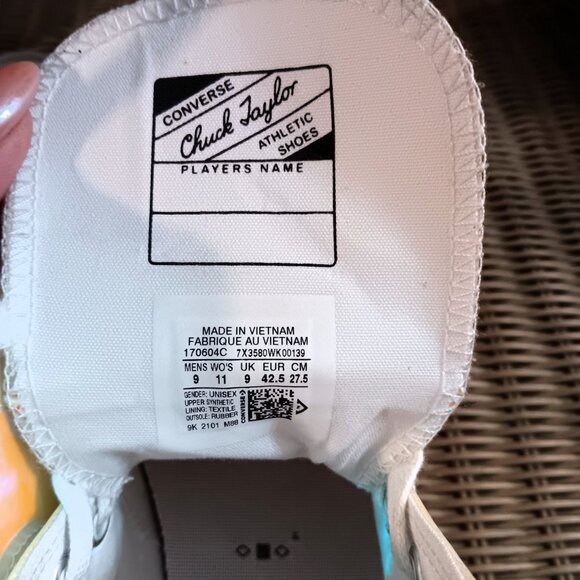 CONVERSE
Chuck Taylor
ATHLETIC
SHOES
PLAYERS NAME
MADE IN VIETNAM
FABRIQUE AU VIETNAM
170604C 7X3580WK00139
MENS WO'S UK EUR CM
9 11 9 42.5 27.5
GENDER: UNISEX
UPPER: SYNTHETIC
LINING: TEXTILE
OUTSOLE: RUBBER
CONVERSE
9K 2101 M88